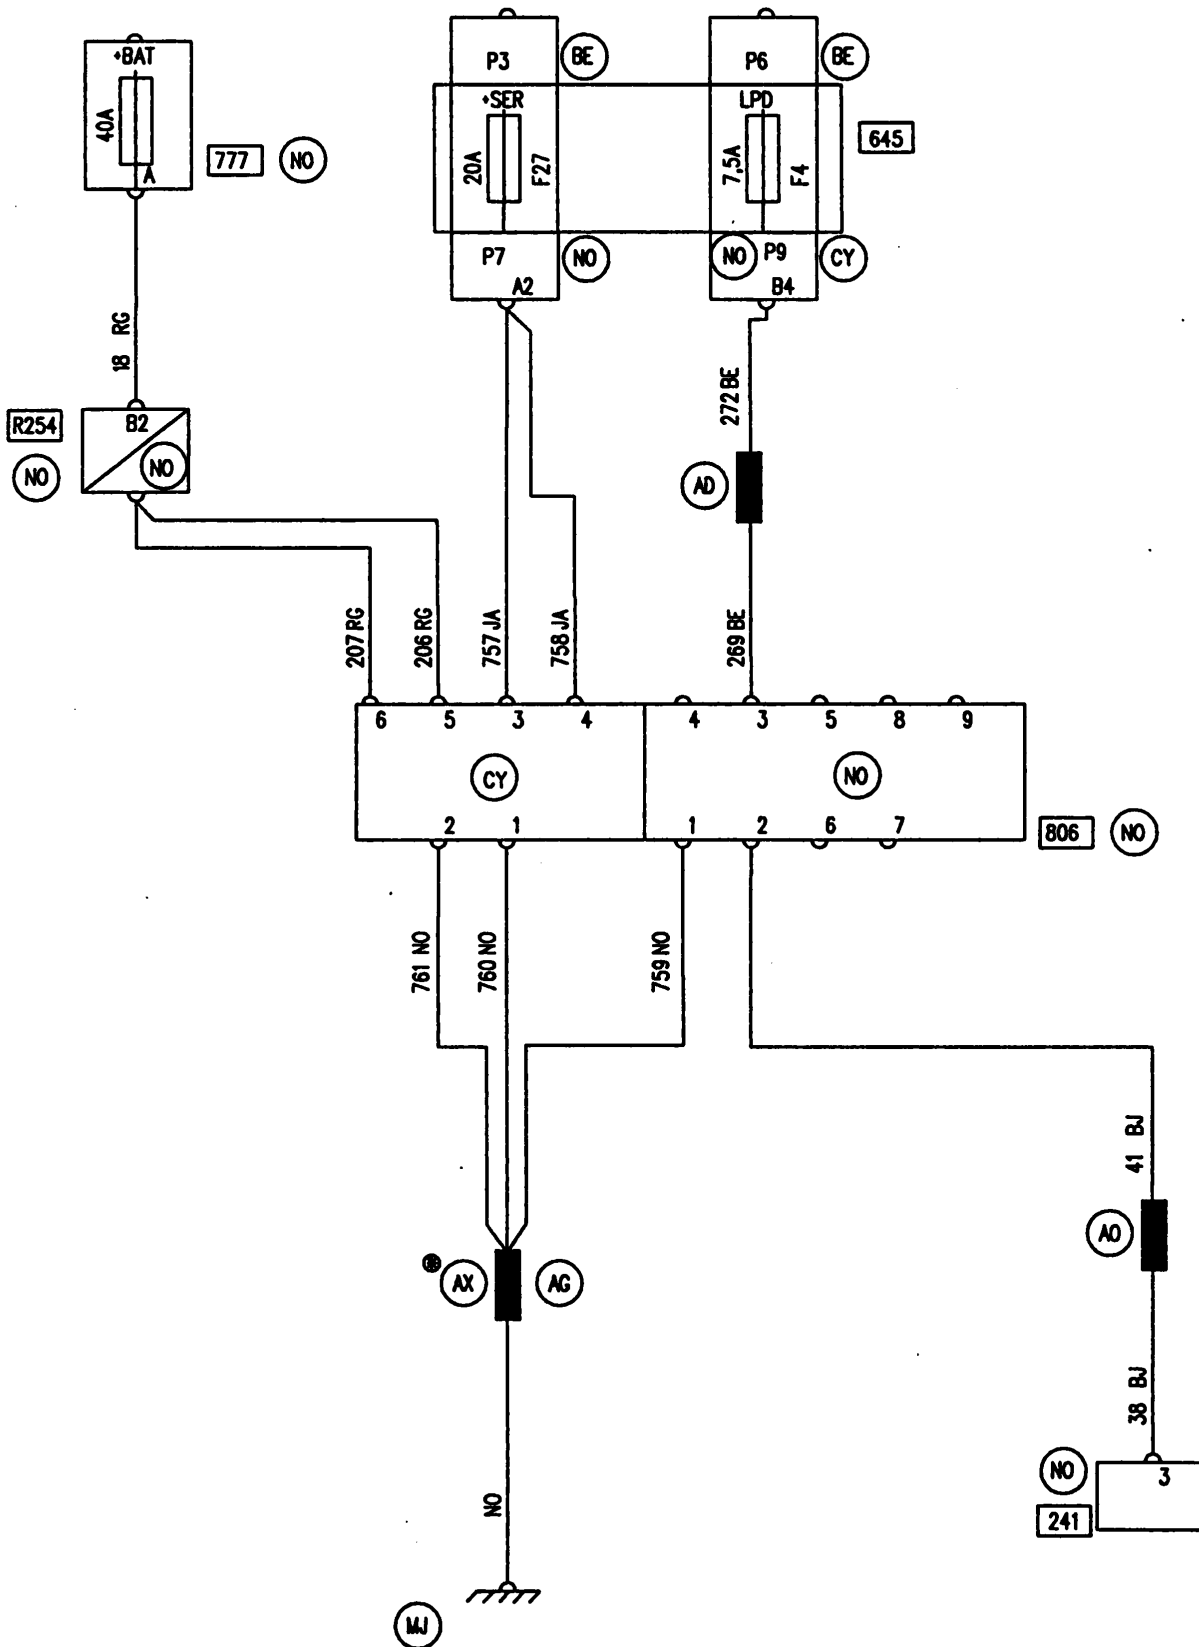 +BAT
40A
A
777
NO
P3
BE
+SER
20A
F27
P7
NO
A2
P6
BE
LPD
7,5A
F4
645
NO
P9
CY
B4
18 RG
R254
B2
NO
NO
272 BE
AD
207 RG
206 RG
757 JA
758 JA
269 BE
6 5 3 4
4 3 5 8 9
CY
NO
2 1
1 2 6 7
806
NO
761 NO
760 NO
759 NO
41 BJ
AO
AX
AG
38 BJ
NO
3
241
NO
MJ